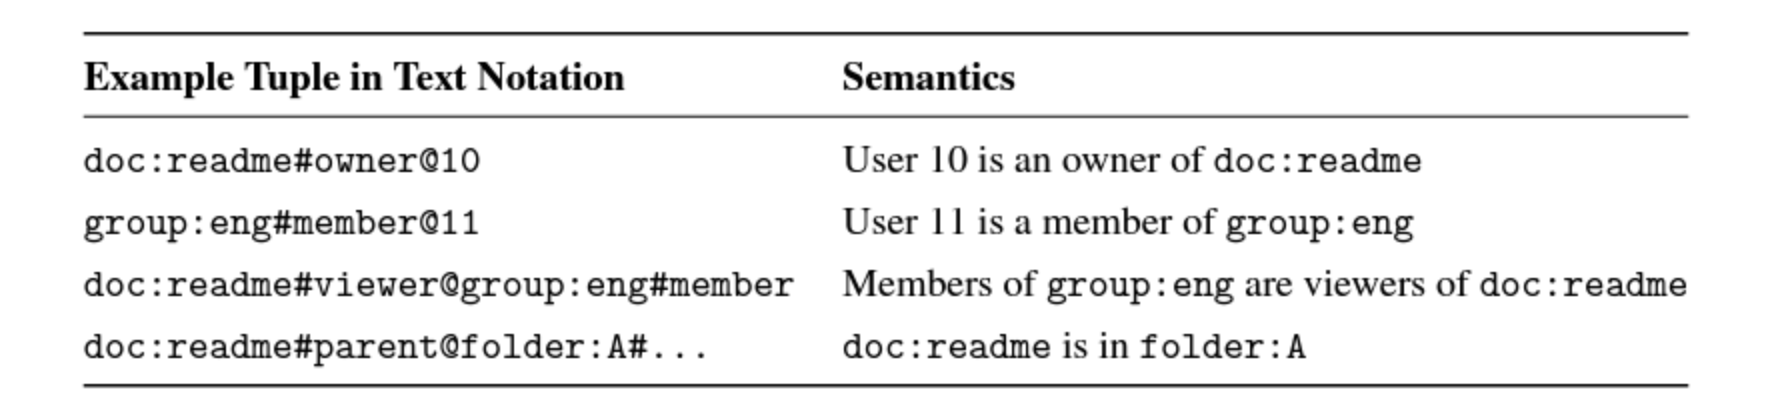 Example Tuple in Text Notation Semantics
doc:readme#owner@10 User 10 is an owner of doc:readme
group:eng#member@11 User 11 is a member of group:eng
doc:readme#viewer@group:eng#member Members of group:eng are viewers of doc:readme
doc:readme#parent@folder:A#... doc:readme is in folder:A